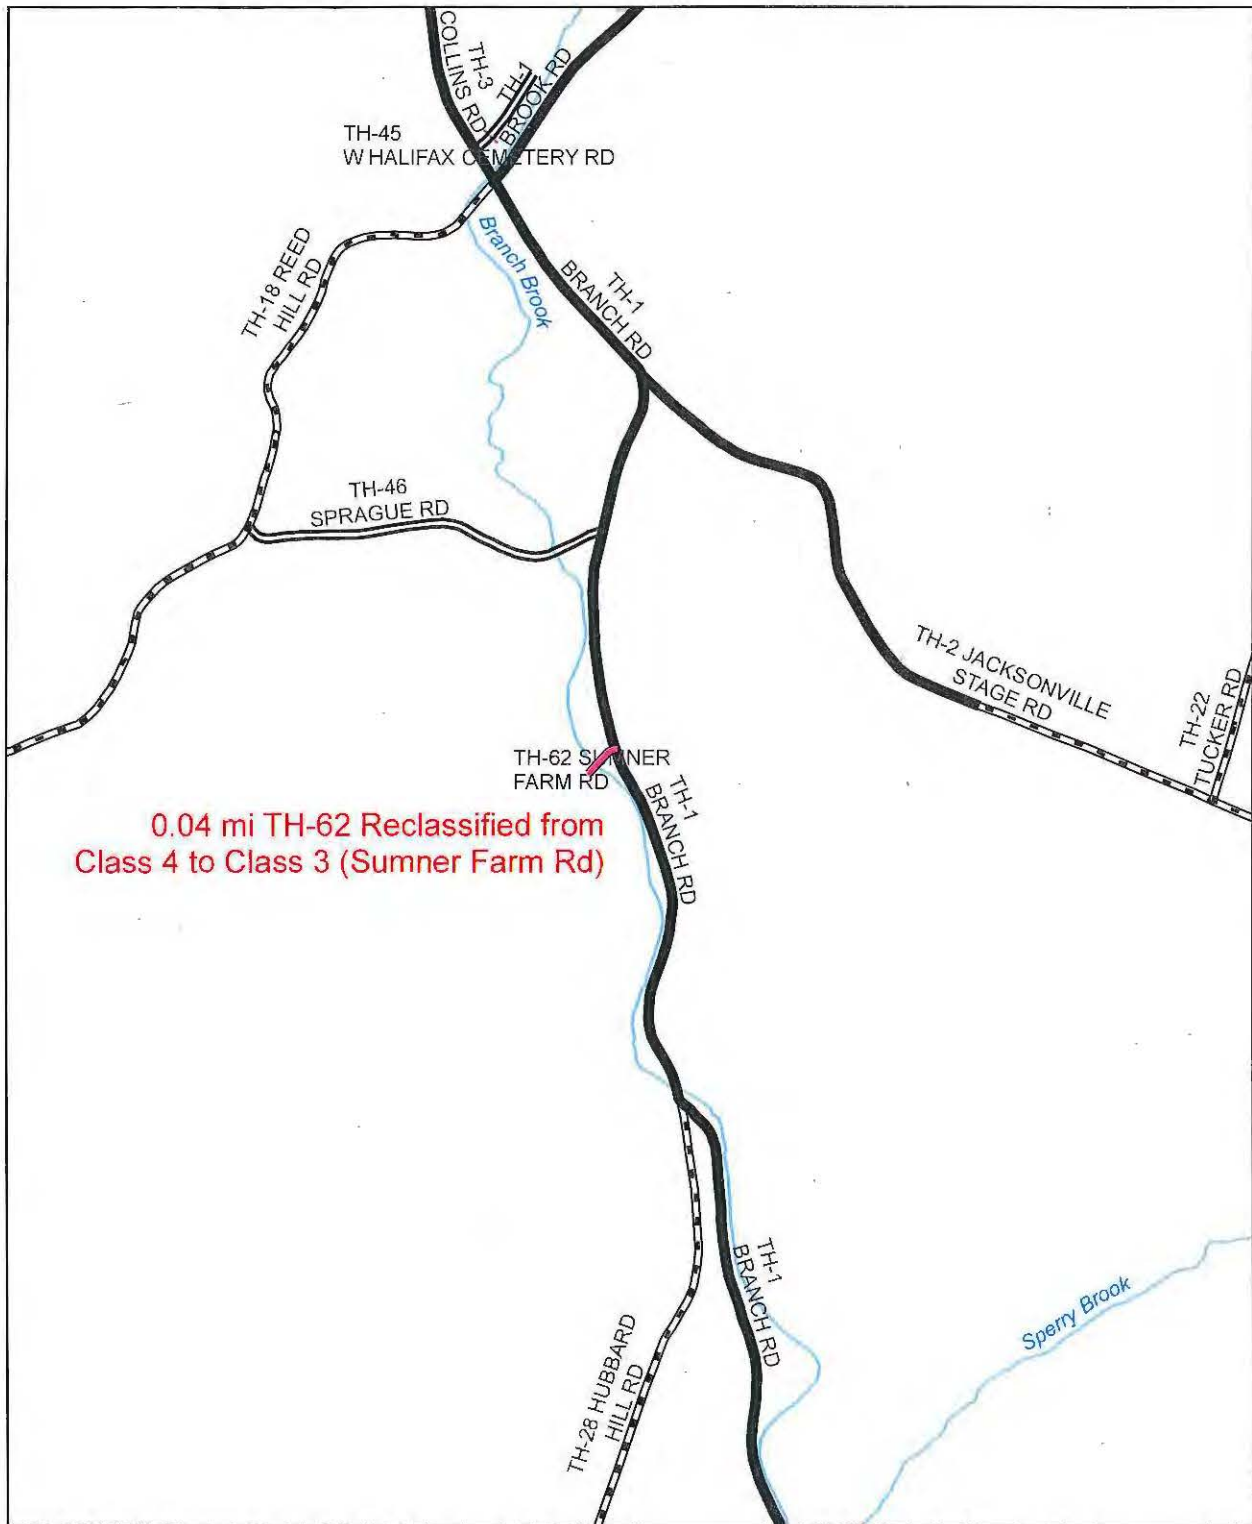 TH-3
COLLINS RD
TH-1
BROOK RD
TH-45
W HALIFAX CEMETERY RD
Branch Brook
TH-18 REED
HILL RD
TH-1
BRANCH RD
TH-46
SPRAGUE RD
TH-2 JACKSONVILLE
STAGE RD
TH-22
TUCKER RD
TH-62 SUMNER
FARM RD
TH-1
BRANCH RD
0.04 mi TH-62 Reclassified from
Class 4 to Class 3 (Sumner Farm Rd)
TH-1
BRANCH RD
Sperry Brook
TH-28 HUBBARD
HILL RD